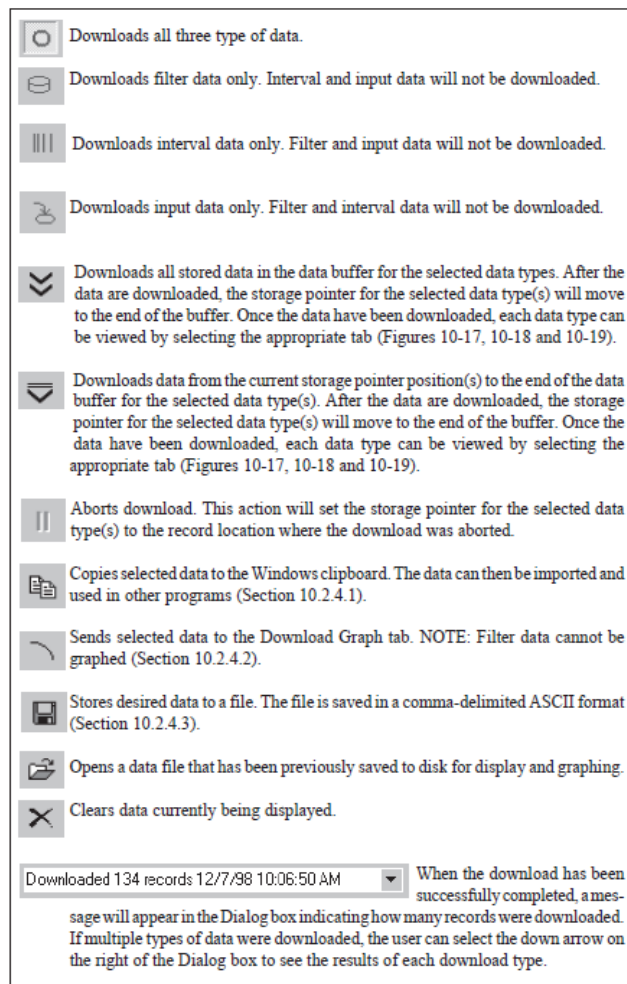 Downloads all three type of data.
Downloads filter data only. Interval and input data will not be downloaded.
Downloads interval data only. Filter and input data will not be downloaded.
Downloads input data only. Filter and interval data will not be downloaded.
Downloads all stored data in the data buffer for the selected data types. After the
data are downloaded, the storage pointer for the selected data type(s) will move
to the end of the buffer. Once the data have been downloaded, each data type can
be viewed by selecting the appropriate tab (Figures 10-17, 10-18 and 10-19).
Downloads data from the current storage pointer position(s) to the end of the data
buffer for the selected data type(s). After the data are downloaded, the storage
pointer for the selected data type(s) will move to the end of the buffer. Once the
data have been downloaded, each data type can be viewed by selecting the
appropriate tab (Figures 10-17, 10-18 and 10-19).
Aborts download. This action will set the storage pointer for the selected data
type(s) to the record location where the download was aborted.
Copies selected data to the Windows clipboard. The data can then be imported and
used in other programs (Section 10.2.4.1).
Sends selected data to the Download Graph tab. NOTE: Filter data cannot be
graphed (Section 10.2.4.2).
Stores desired data to a file. The file is saved in a comma-delimited ASCII format
(Section 10.2.4.3).
Opens a data file that has been previously saved to disk for display and graphing.
Clears data currently being displayed.
Downloaded 134 records 12/7/98 10:06:50 AM
When the download has been
successfully completed, a mes-
sage will appear in the Dialog box indicating how many records were downloaded.
If multiple types of data were downloaded, the user can select the down arrow on
the right of the Dialog box to see the results of each download type.